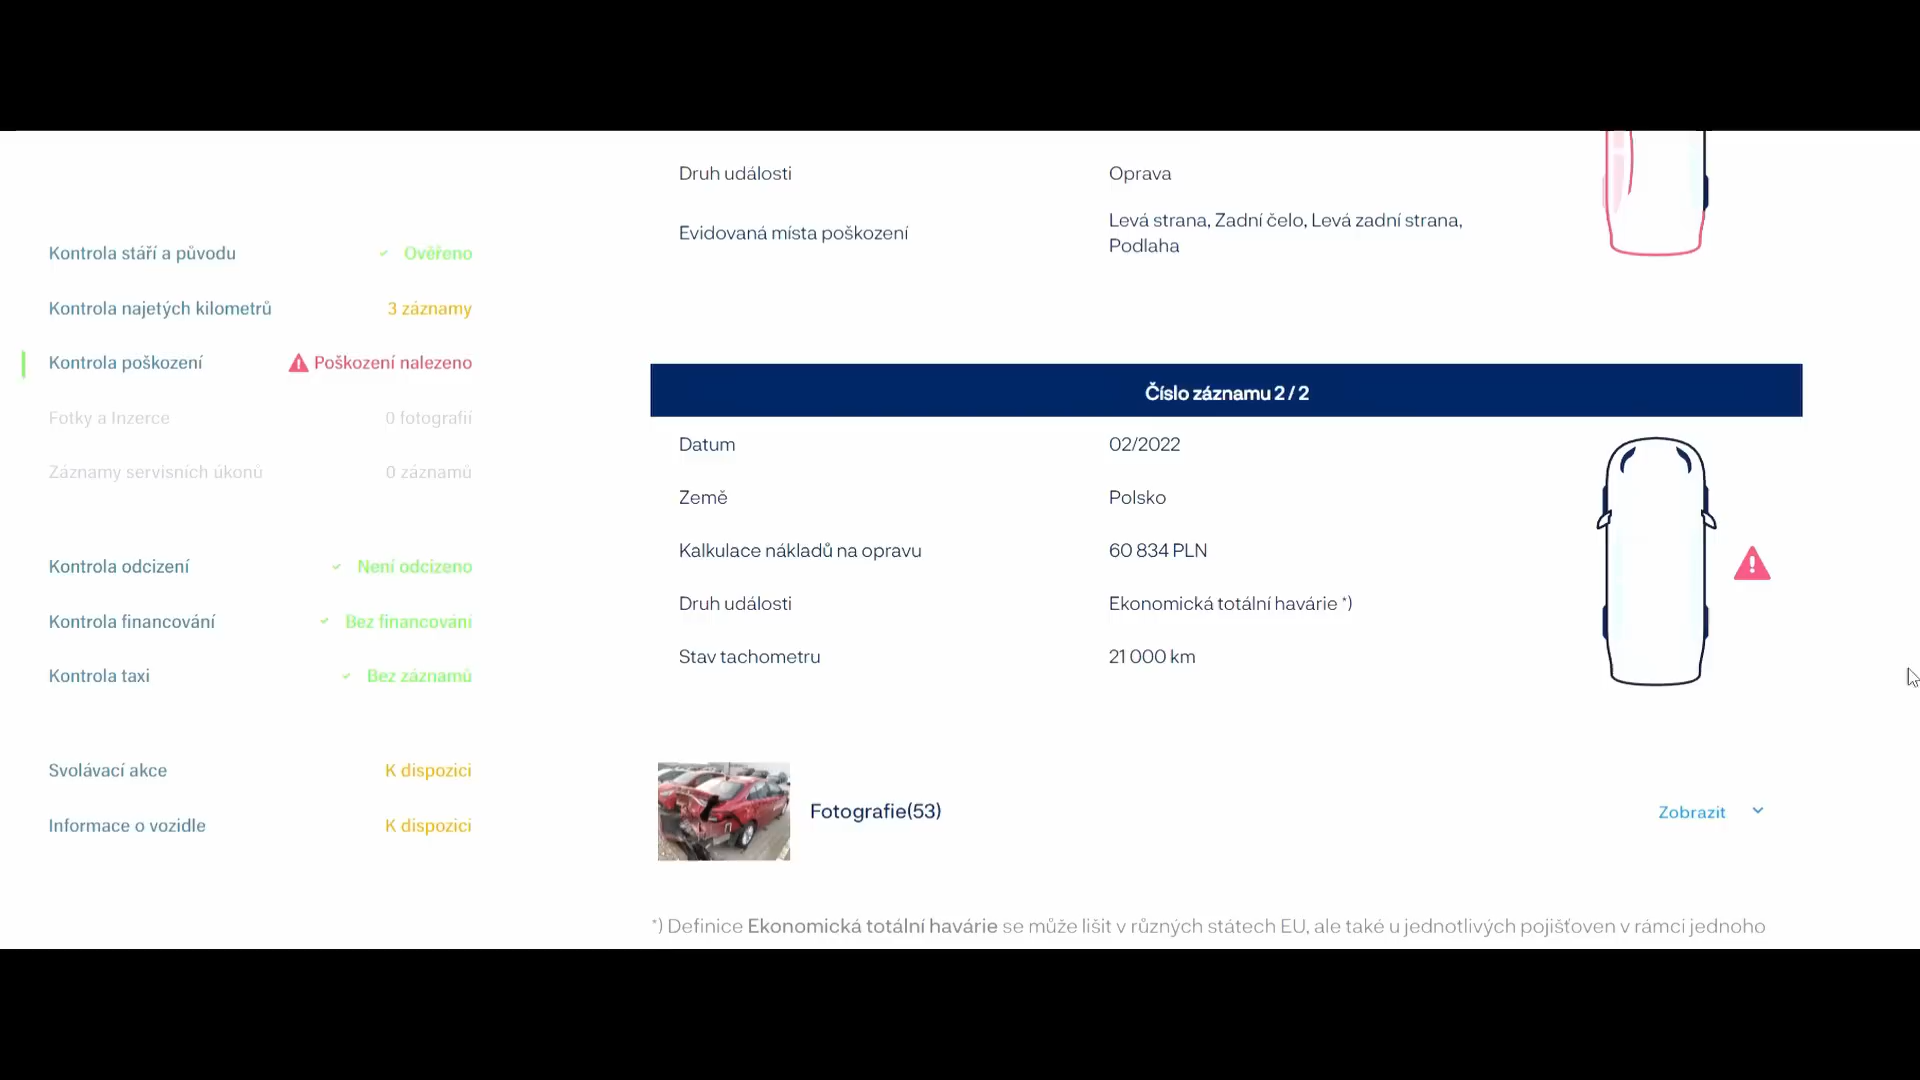 Kontrola stáří a původu Ověřeno
Kontrola najetých kilometrů 3 záznamy
Kontrola poškození Poškození nalezeno
Fotky a Inzerce 0 fotografií
Záznamy servisních úkonů 0 záznamů
Kontrola odcizení Není odcizeno
Kontrola financování Bez financování
Kontrola taxi Bez záznamů
Svolávací akce K dispozici
Informace o vozidle K dispozici
Druh události Oprava
Evidovaná místa poškození Levá strana, Zadní čelo, Levá zadní strana,
Podlaha
Číslo záznamu 2 / 2
Datum 02/2022
Země Polsko
Kalkulace nákladů na opravu 60 834 PLN
Druh události Ekonomická totální havárie *)
Stav tachometru 21 000 km
Fotografie(53) Zobrazit
*) Definice Ekonomická totální havárie se může lišit v různých státech EU, ale také u jednotlivých pojišťoven v rámci jednoho